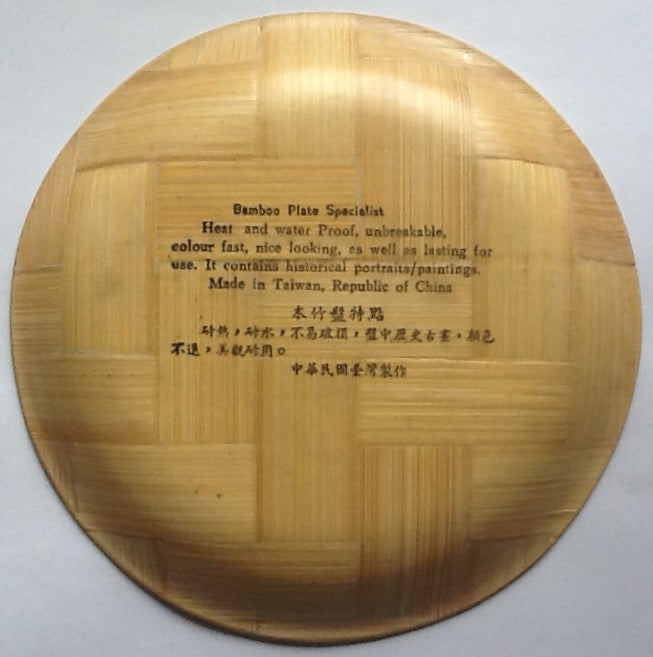 Bamboo Plate Specialist
Heat and water Proof, unbreakable,
colour fast, nice looking, as well as lasting for
use. It contains historical portraits/paintings.
Made in Taiwan, Republic of China
本竹盤特點
耐熱，耐水，不易破損，盤中歷史古畫，顏色
不退，美觀耐用。
中華民國臺灣製作